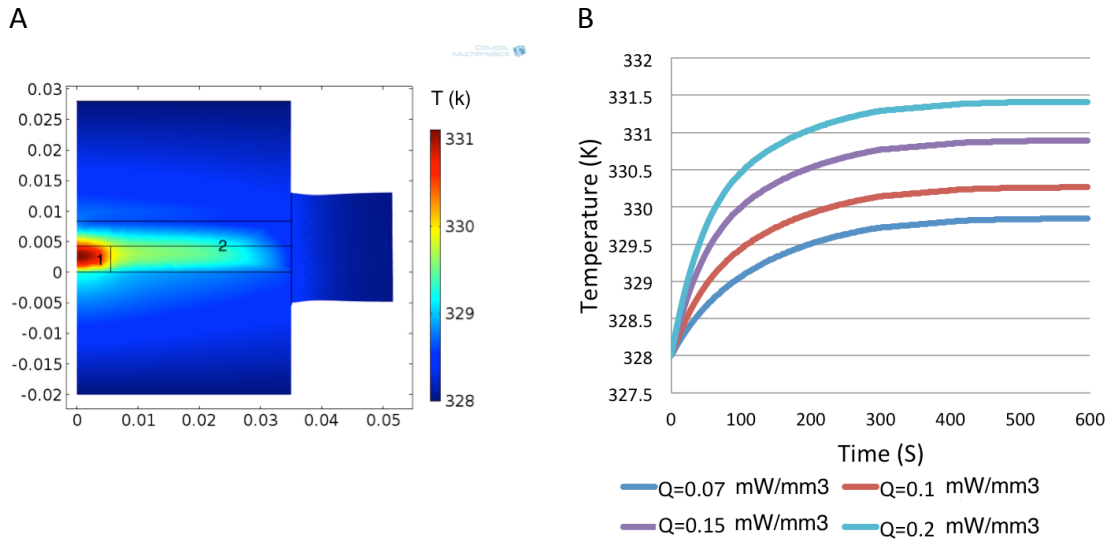 A
B
COMSOL
MULTIPHYSICS
T (k)
0.03
0.025
0.02
0.015
0.01
0.005
0
-0.005
-0.01
-0.015
-0.02
0 0.01 0.02 0.03 0.04 0.05
1
2
331
330
329
328
Temperature (K)
332
331.5
331
330.5
330
329.5
329
328.5
328
327.5
0 100 200 300 400 500 600
Time (S)
Q=0.07 mW/mm3 Q=0.1 mW/mm3
Q=0.15 mW/mm3 Q=0.2 mW/mm3